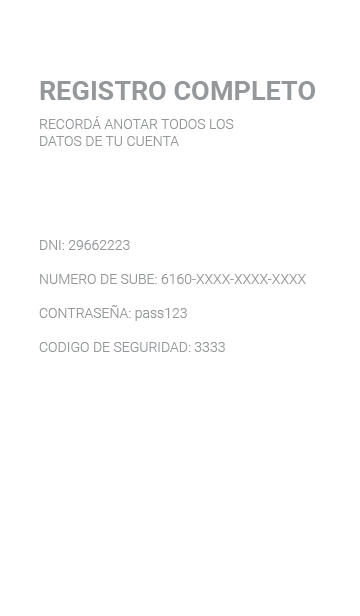 REGISTRO COMPLETO
RECORDÁ ANOTAR TODOS LOS
DATOS DE TU CUENTA
DNI: 29662223
NUMERO DE SUBE: 6160-XXXX-XXXX-XXXX
CONTRASEÑA: pass123
CODIGO DE SEGURIDAD: 3333